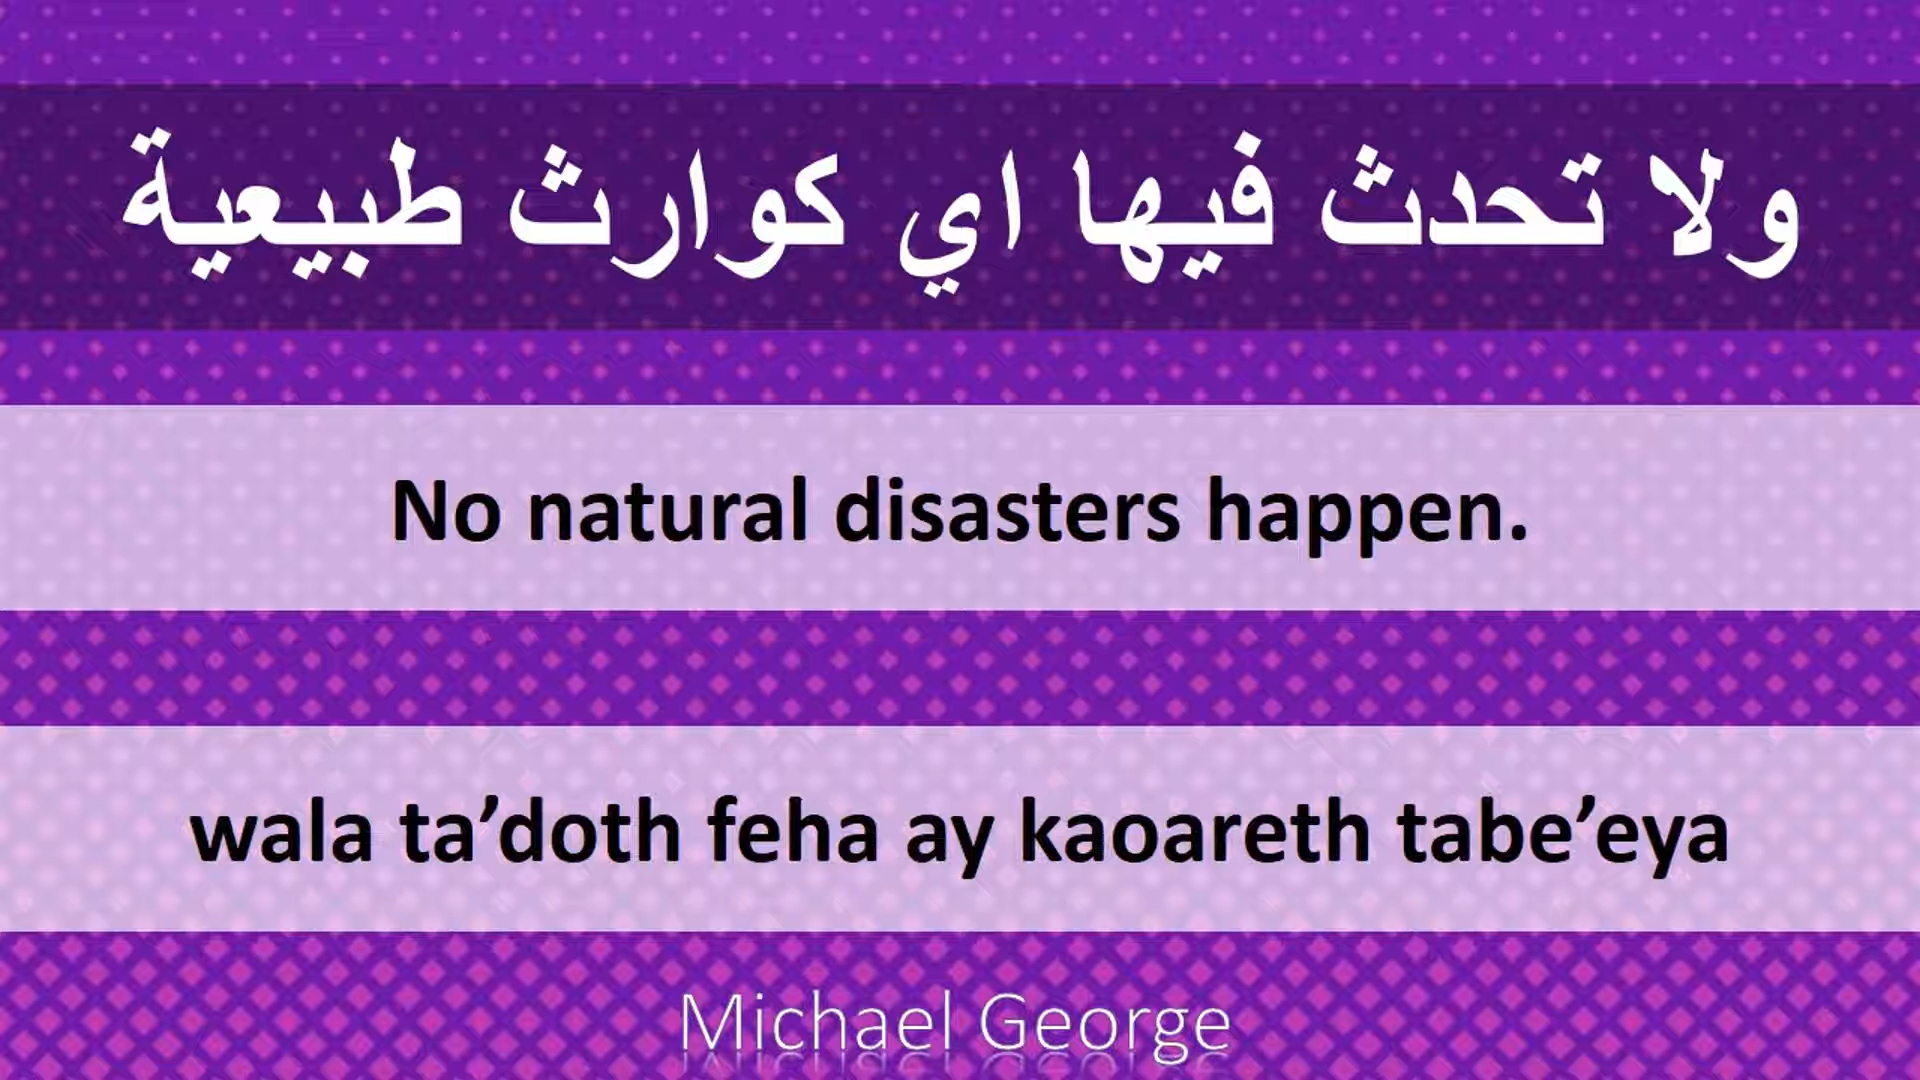 ولا تحدث فيها اي كوارث طبيعية
No natural disasters happen.
wala ta’doth feha ay kaoareth tabe’eya
Michael George